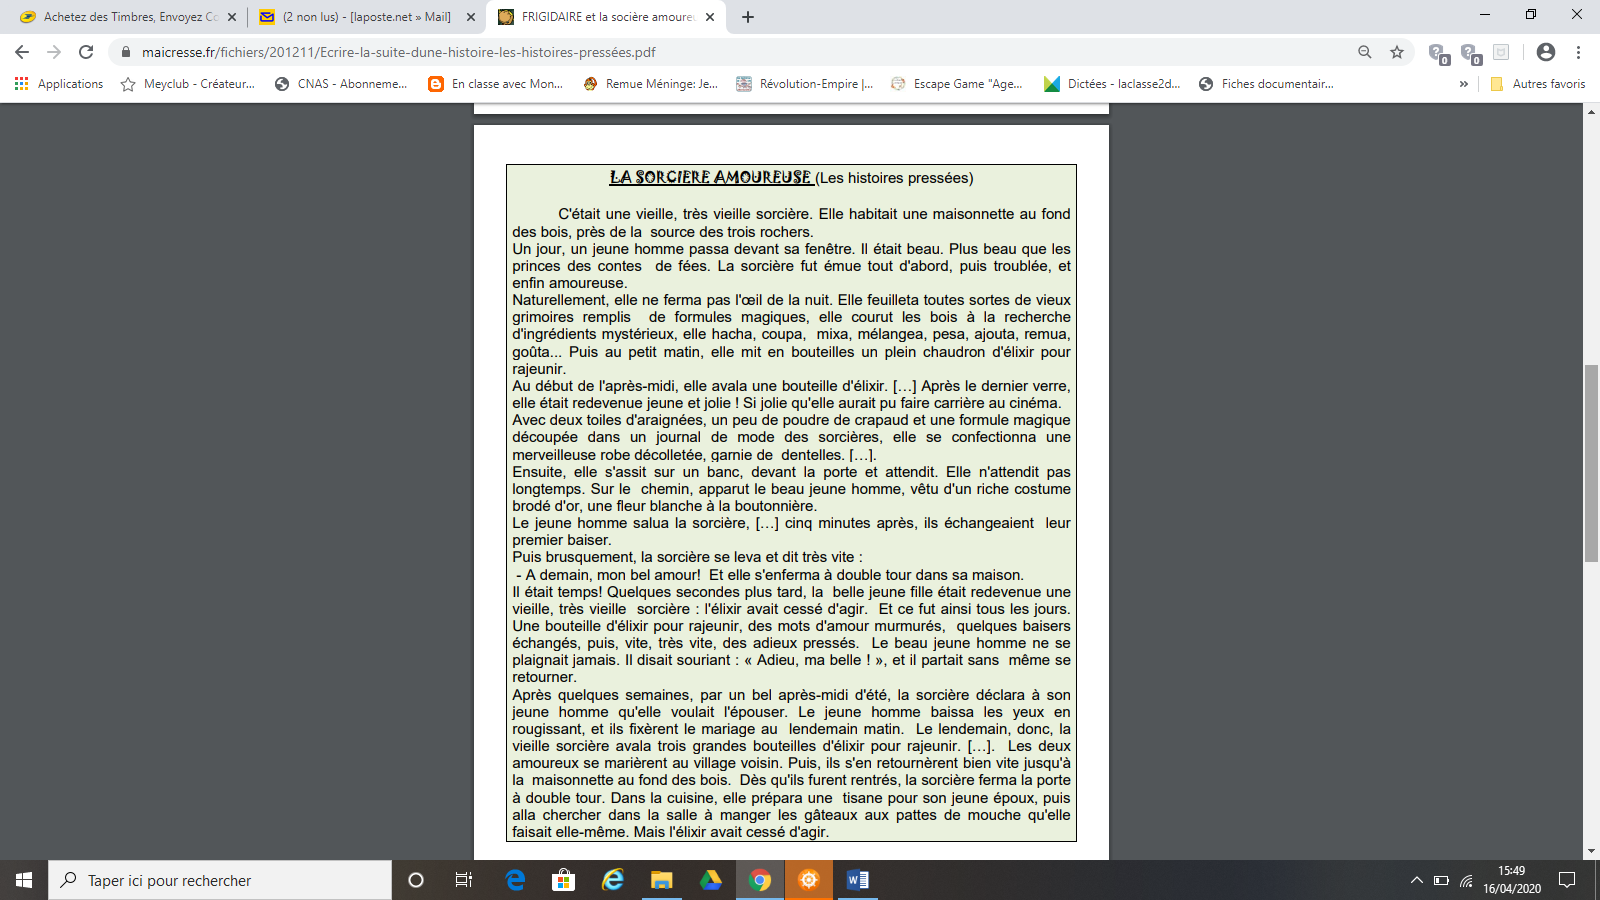 Achetez des Timbres, Envoyez Co
(2 non lus) - [laposte.net » Mail]
FRIGIDAIRE et la socière amoure
maicresse.fr/fichiers/201211/Ecrire-la-suite-dune-histoire-les-histoires-pressées.pdf
0
0
Applications
Meyclub - Créateur...
CNAS - Abonneme...
En classe avec Mon...
Remue Méninge: Je...
Révolution-Empire |...
Escape Game "Age...
Dictées - laclasse2d...
Fiches documentair...
»
Autres favoris
LA SORCIERE AMOUREUSE (Les histoires pressées)
C'était une vieille, très vieille sorcière. Elle habitait une maisonnette au fond
des bois, près de la source des trois rochers.
Un jour, un jeune homme passa devant sa fenêtre. Il était beau. Plus beau que les
princes des contes de fées. La sorcière fut émue tout d'abord, puis troublée, et
enfin amoureuse.
Naturellement, elle ne ferma pas l'œil de la nuit. Elle feuilleta toutes sortes de vieux
grimoires remplis de formules magiques, elle courut les bois à la recherche
d'ingrédients mystérieux, elle hacha, coupa, mixa, mélangea, pesa, ajouta, remua,
goûta... Puis au petit matin, elle mit en bouteilles un plein chaudron d'élixir pour
rajeunir.
Au début de l'après-midi, elle avala une bouteille d'élixir. […] Après le dernier verre,
elle était redevenue jeune et jolie ! Si jolie qu'elle aurait pu faire carrière au cinéma.
Avec deux toiles d'araignées, un peu de poudre de crapaud et une formule magique
découpée dans un journal de mode des sorcières, elle se confectionna une
merveilleuse robe décolletée, garnie de dentelles. […].
Ensuite, elle s'assit sur un banc, devant la porte et attendit. Elle n'attendit pas
longtemps. Sur le chemin, apparut le beau jeune homme, vêtu d'un riche costume
brodé d'or, une fleur blanche à la boutonnière.
Le jeune homme salua la sorcière, […] cinq minutes après, ils échangeaient leur
premier baiser.
Puis brusquement, la sorcière se leva et dit très vite :
- A demain, mon bel amour! Et elle s'enferma à double tour dans sa maison.
Il était temps! Quelques secondes plus tard, la belle jeune fille était redevenue une
vieille, très vieille sorcière : l'élixir avait cessé d'agir. Et ce fut ainsi tous les jours.
Une bouteille d'élixir pour rajeunir, des mots d'amour murmurés, quelques baisers
échangés, puis, vite, très vite, des adieux pressés. Le beau jeune homme ne se
plaignait jamais. Il disait souriant : « Adieu, ma belle ! », et il partait sans même se
retourner.
Après quelques semaines, par un bel après-midi d'été, la sorcière déclara à son
jeune homme qu'elle voulait l'épouser. Le jeune homme baissa les yeux en
rougissant, et ils fixèrent le mariage au lendemain matin. Le lendemain, donc, la
vieille sorcière avala trois grandes bouteilles d'élixir pour rajeunir. […]. Les deux
amoureux se marièrent au village voisin. Puis, ils s'en retournèrent bien vite jusqu'à
la maisonnette au fond des bois. Dès qu'ils furent rentrés, la sorcière ferma la porte
à double tour. Dans la cuisine, elle prépara une tisane pour son jeune époux, puis
alla chercher dans la salle à manger les gâteaux aux pattes de mouche qu'elle
faisait elle-même. Mais l'élixir avait cessé d'agir.
Taper ici pour rechercher
15:49
16/04/2020